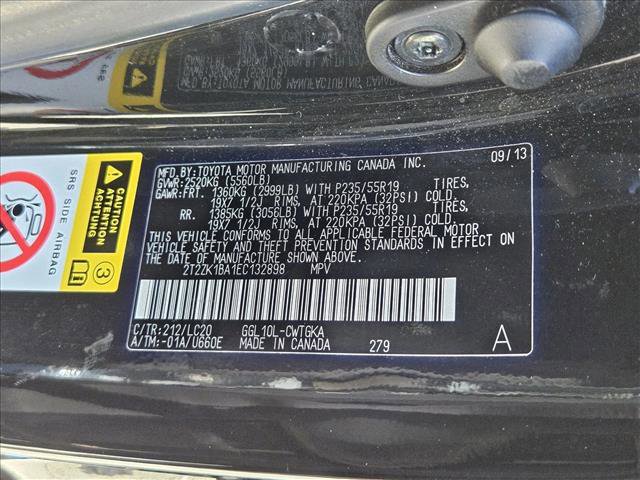 MFD.BY:TOYOTA MOTOR MANUFACTURING CANADA INC. 09/13
GVWR:2520KG (5560LB)
GAWR:FRT. 1360KG (2999LB) WITH P235/55R19 TIRES,
19X7 1/2J RIMS, AT 220KPA (32PSI) COLD.
RR. 1385KG (3056LB) WITH P235/55R19 TIRES,
19X7 1/2J RIMS, AT 220KPA (32PSI) COLD.
THIS VEHICLE CONFORMS TO ALL APPLICABLE FEDERAL MOTOR
VEHICLE SAFETY AND THEFT PREVENTION STANDARDS IN EFFECT ON
THE DATE OF MANUFACTURE SHOWN ABOVE.
2T2ZK1BA1EC132898 MPV
C/TR:212/LC20 GGL10L-CWTGKA
A/TM:-01A/U660E MADE IN CANADA 279 A
SRS SIDE AIRBAG
CAUTION
ATTENTION
ACHTUNG
3